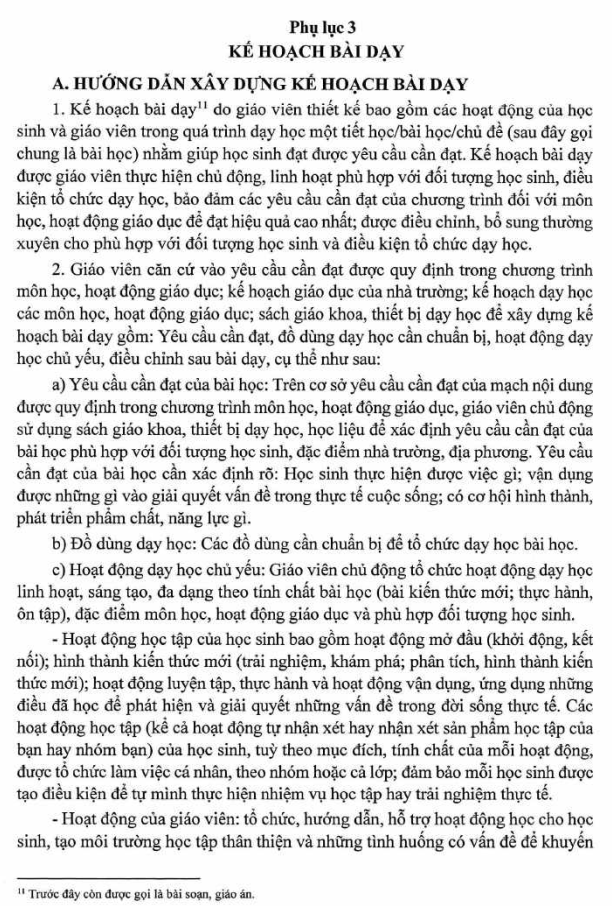 Phụ lục 3
KẾ HOẠCH BÀI DẠY
A. HƯỚNG DẪN XÂY DỰNG KẾ HOẠCH BÀI DẠY
1. Kế hoạch bài dạy¹¹ do giáo viên thiết kế bao gồm các hoạt động của học
sinh và giáo viên trong quá trình dạy học một tiết học/bài học/chủ đề (sau đây gọi
chung là bài học) nhằm giúp học sinh đạt được yêu cầu cần đạt. Kế hoạch bài dạy
được giáo viên thực hiện chủ động, linh hoạt phù hợp với đối tượng học sinh, điều
kiện tổ chức dạy học, bảo đảm các yêu cầu cần đạt của chương trình đối với môn
học, hoạt động giáo dục để đạt hiệu quả cao nhất; được điều chỉnh, bổ sung thường
xuyên cho phù hợp với đối tượng học sinh và điều kiện tổ chức dạy học.
2. Giáo viên căn cứ vào yêu cầu cần đạt được quy định trong chương trình
môn học, hoạt động giáo dục; kế hoạch giáo dục của nhà trường; kế hoạch dạy học
các môn học, hoạt động giáo dục; sách giáo khoa, thiết bị dạy học để xây dựng kế
hoạch bài dạy gồm: Yêu cầu cần đạt, đồ dùng dạy học cần chuẩn bị, hoạt động dạy
học chủ yếu, điều chỉnh sau bài dạy, cụ thể như sau:
a) Yêu cầu cần đạt của bài học: Trên cơ sở yêu cầu cần đạt của mạch nội dung
được quy định trong chương trình môn học, hoạt động giáo dục, giáo viên chủ động
sử dụng sách giáo khoa, thiết bị dạy học, học liệu để xác định yêu cầu cần đạt của
bài học phù hợp với đối tượng học sinh, đặc điểm nhà trường, địa phương. Yêu cầu
cần đạt của bài học cần xác định rõ: Học sinh thực hiện được việc gì; vận dụng
được những gì vào giải quyết vấn đề trong thực tế cuộc sống; có cơ hội hình thành,
phát triển phẩm chất, năng lực gì.
b) Đồ dùng dạy học: Các đồ dùng cần chuẩn bị để tổ chức dạy học bài học.
c) Hoạt động dạy học chủ yếu: Giáo viên chủ động tổ chức hoạt động dạy học
linh hoạt, sáng tạo, đa dạng theo tính chất bài học (bài kiến thức mới; thực hành,
ôn tập), đặc điểm môn học, hoạt động giáo dục và phù hợp đối tượng học sinh.
- Hoạt động học tập của học sinh bao gồm hoạt động mở đầu (khởi động, kết
nối); hình thành kiến thức mới (trải nghiệm, khám phá; phân tích, hình thành kiến
thức mới); hoạt động luyện tập, thực hành và hoạt động vận dụng, ứng dụng những
điều đã học để phát hiện và giải quyết những vấn đề trong đời sống thực tế. Các
hoạt động học tập (kể cả hoạt động tự nhận xét hay nhận xét sản phẩm học tập của
bạn hay nhóm bạn) của học sinh, tuỳ theo mục đích, tính chất của mỗi hoạt động,
được tổ chức làm việc cá nhân, theo nhóm hoặc cả lớp; đảm bảo mỗi học sinh được
tạo điều kiện để tự mình thực hiện nhiệm vụ học tập hay trải nghiệm thực tế.
- Hoạt động của giáo viên: tổ chức, hướng dẫn, hỗ trợ hoạt động học cho học
sinh, tạo môi trường học tập thân thiện và những tình huống có vấn đề để khuyến
¹¹ Trước đây còn được gọi là bài soạn, giáo án.